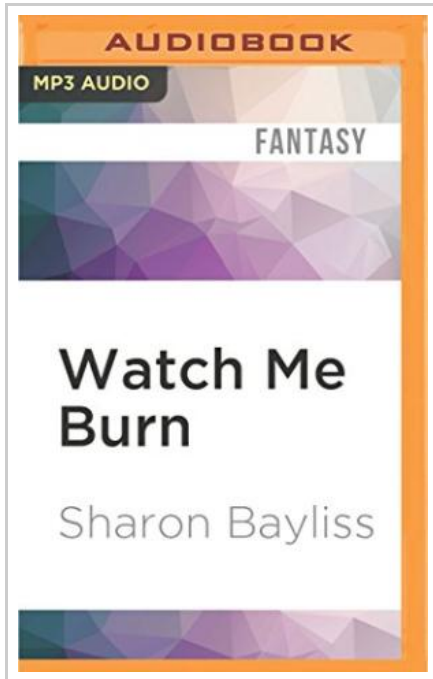 AUDIOBOOK
MP3 AUDIO
FANTASY
Watch Me
Burn
Sharon Bayliss